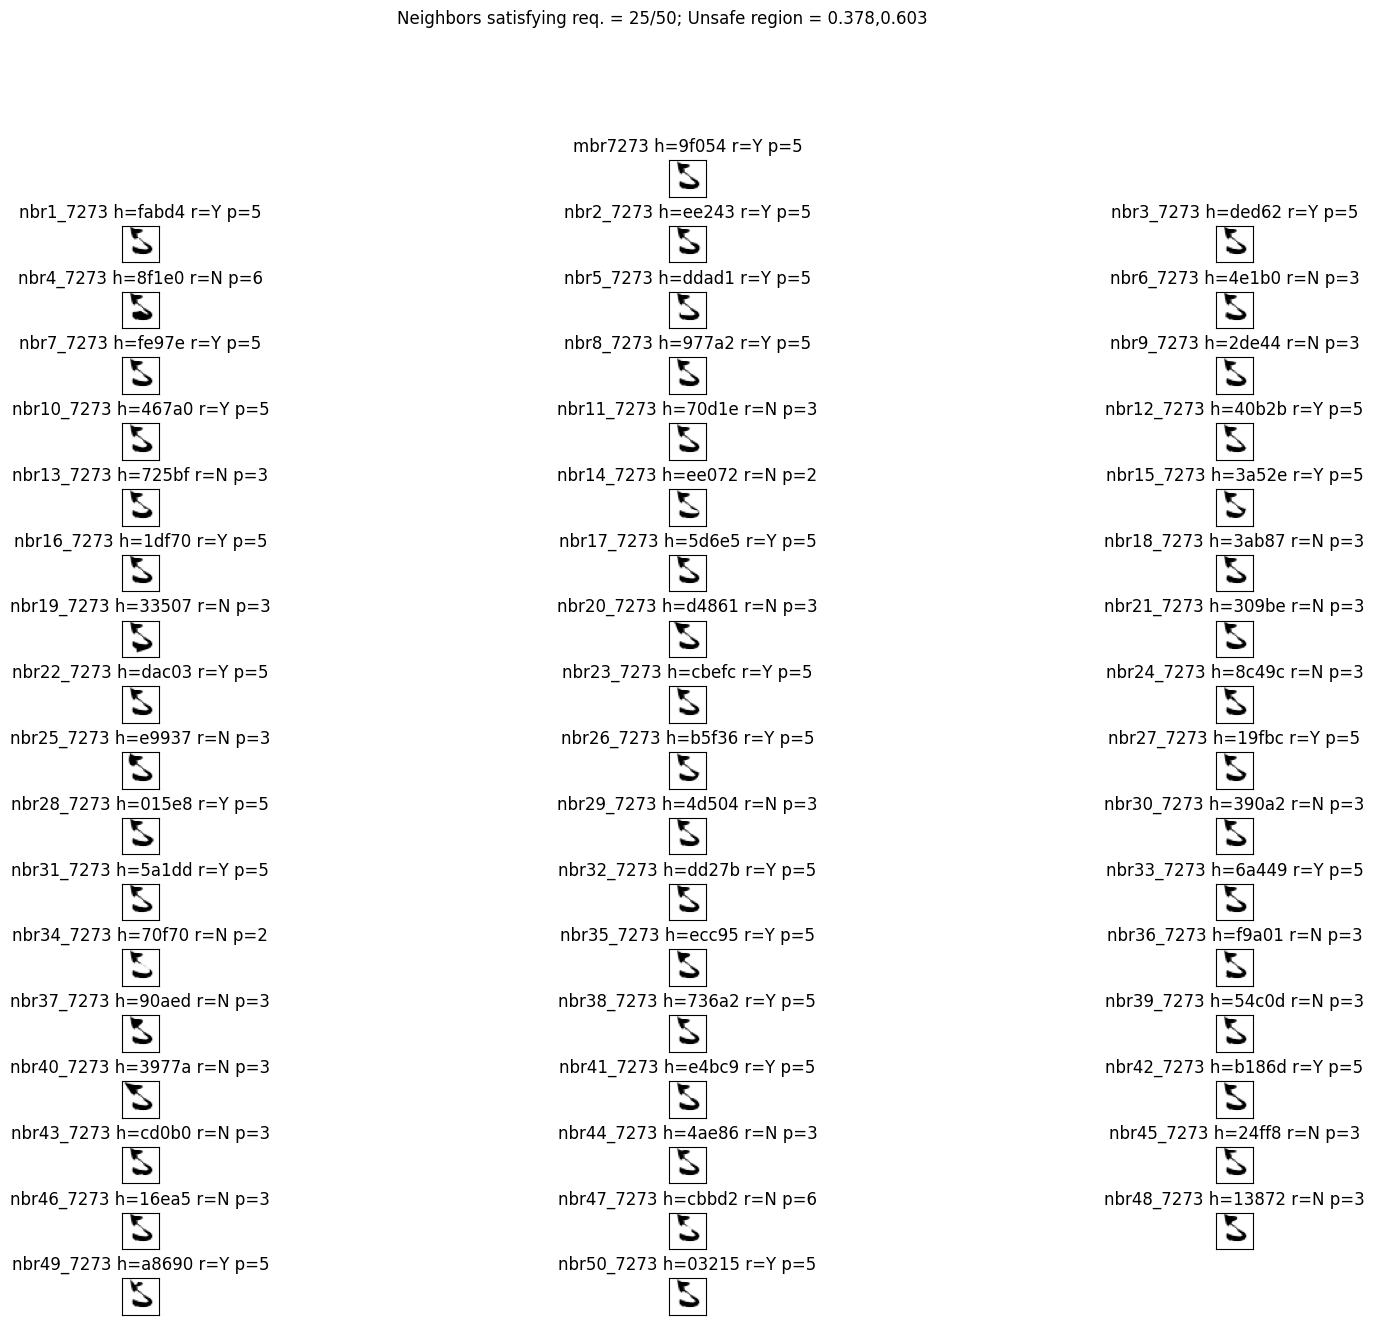 Neighbors satisfying req. = 25/50; Unsafe region = 0.378,0.603
mbr7273 h=9f054 r=Y p=5
nbr1_7273 h=fabd4 r=Y p=5 nbr2_7273 h=ee243 r=Y p=5 nbr3_7273 h=ded62 r=Y p=5
nbr4_7273 h=8f1e0 r=N p=6 nbr5_7273 h=ddad1 r=Y p=5 nbr6_7273 h=4e1b0 r=N p=3
nbr7_7273 h=fe97e r=Y p=5 nbr8_7273 h=977a2 r=Y p=5 nbr9_7273 h=2de44 r=N p=3
nbr10_7273 h=467a0 r=Y p=5 nbr11_7273 h=70d1e r=N p=3 nbr12_7273 h=40b2b r=Y p=5
nbr13_7273 h=725bf r=N p=3 nbr14_7273 h=ee072 r=N p=2 nbr15_7273 h=3a52e r=Y p=5
nbr16_7273 h=1df70 r=Y p=5 nbr17_7273 h=5d6e5 r=Y p=5 nbr18_7273 h=3ab87 r=N p=3
nbr19_7273 h=33507 r=N p=3 nbr20_7273 h=d4861 r=N p=3 nbr21_7273 h=309be r=N p=3
nbr22_7273 h=dac03 r=Y p=5 nbr23_7273 h=cbefc r=Y p=5 nbr24_7273 h=8c49c r=N p=3
nbr25_7273 h=e9937 r=N p=3 nbr26_7273 h=b5f36 r=Y p=5 nbr27_7273 h=19fbc r=Y p=5
nbr28_7273 h=015e8 r=Y p=5 nbr29_7273 h=4d504 r=N p=3 nbr30_7273 h=390a2 r=N p=3
nbr31_7273 h=5a1dd r=Y p=5 nbr32_7273 h=dd27b r=Y p=5 nbr33_7273 h=6a449 r=Y p=5
nbr34_7273 h=70f70 r=N p=2 nbr35_7273 h=ecc95 r=Y p=5 nbr36_7273 h=f9a01 r=N p=3
nbr37_7273 h=90aed r=N p=3 nbr38_7273 h=736a2 r=Y p=5 nbr39_7273 h=54c0d r=N p=3
nbr40_7273 h=3977a r=N p=3 nbr41_7273 h=e4bc9 r=Y p=5 nbr42_7273 h=b186d r=Y p=5
nbr43_7273 h=cd0b0 r=N p=3 nbr44_7273 h=4ae86 r=N p=3 nbr45_7273 h=24ff8 r=N p=3
nbr46_7273 h=16ea5 r=N p=3 nbr47_7273 h=cbbd2 r=N p=6 nbr48_7273 h=13872 r=N p=3
nbr49_7273 h=a8690 r=Y p=5 nbr50_7273 h=03215 r=Y p=5